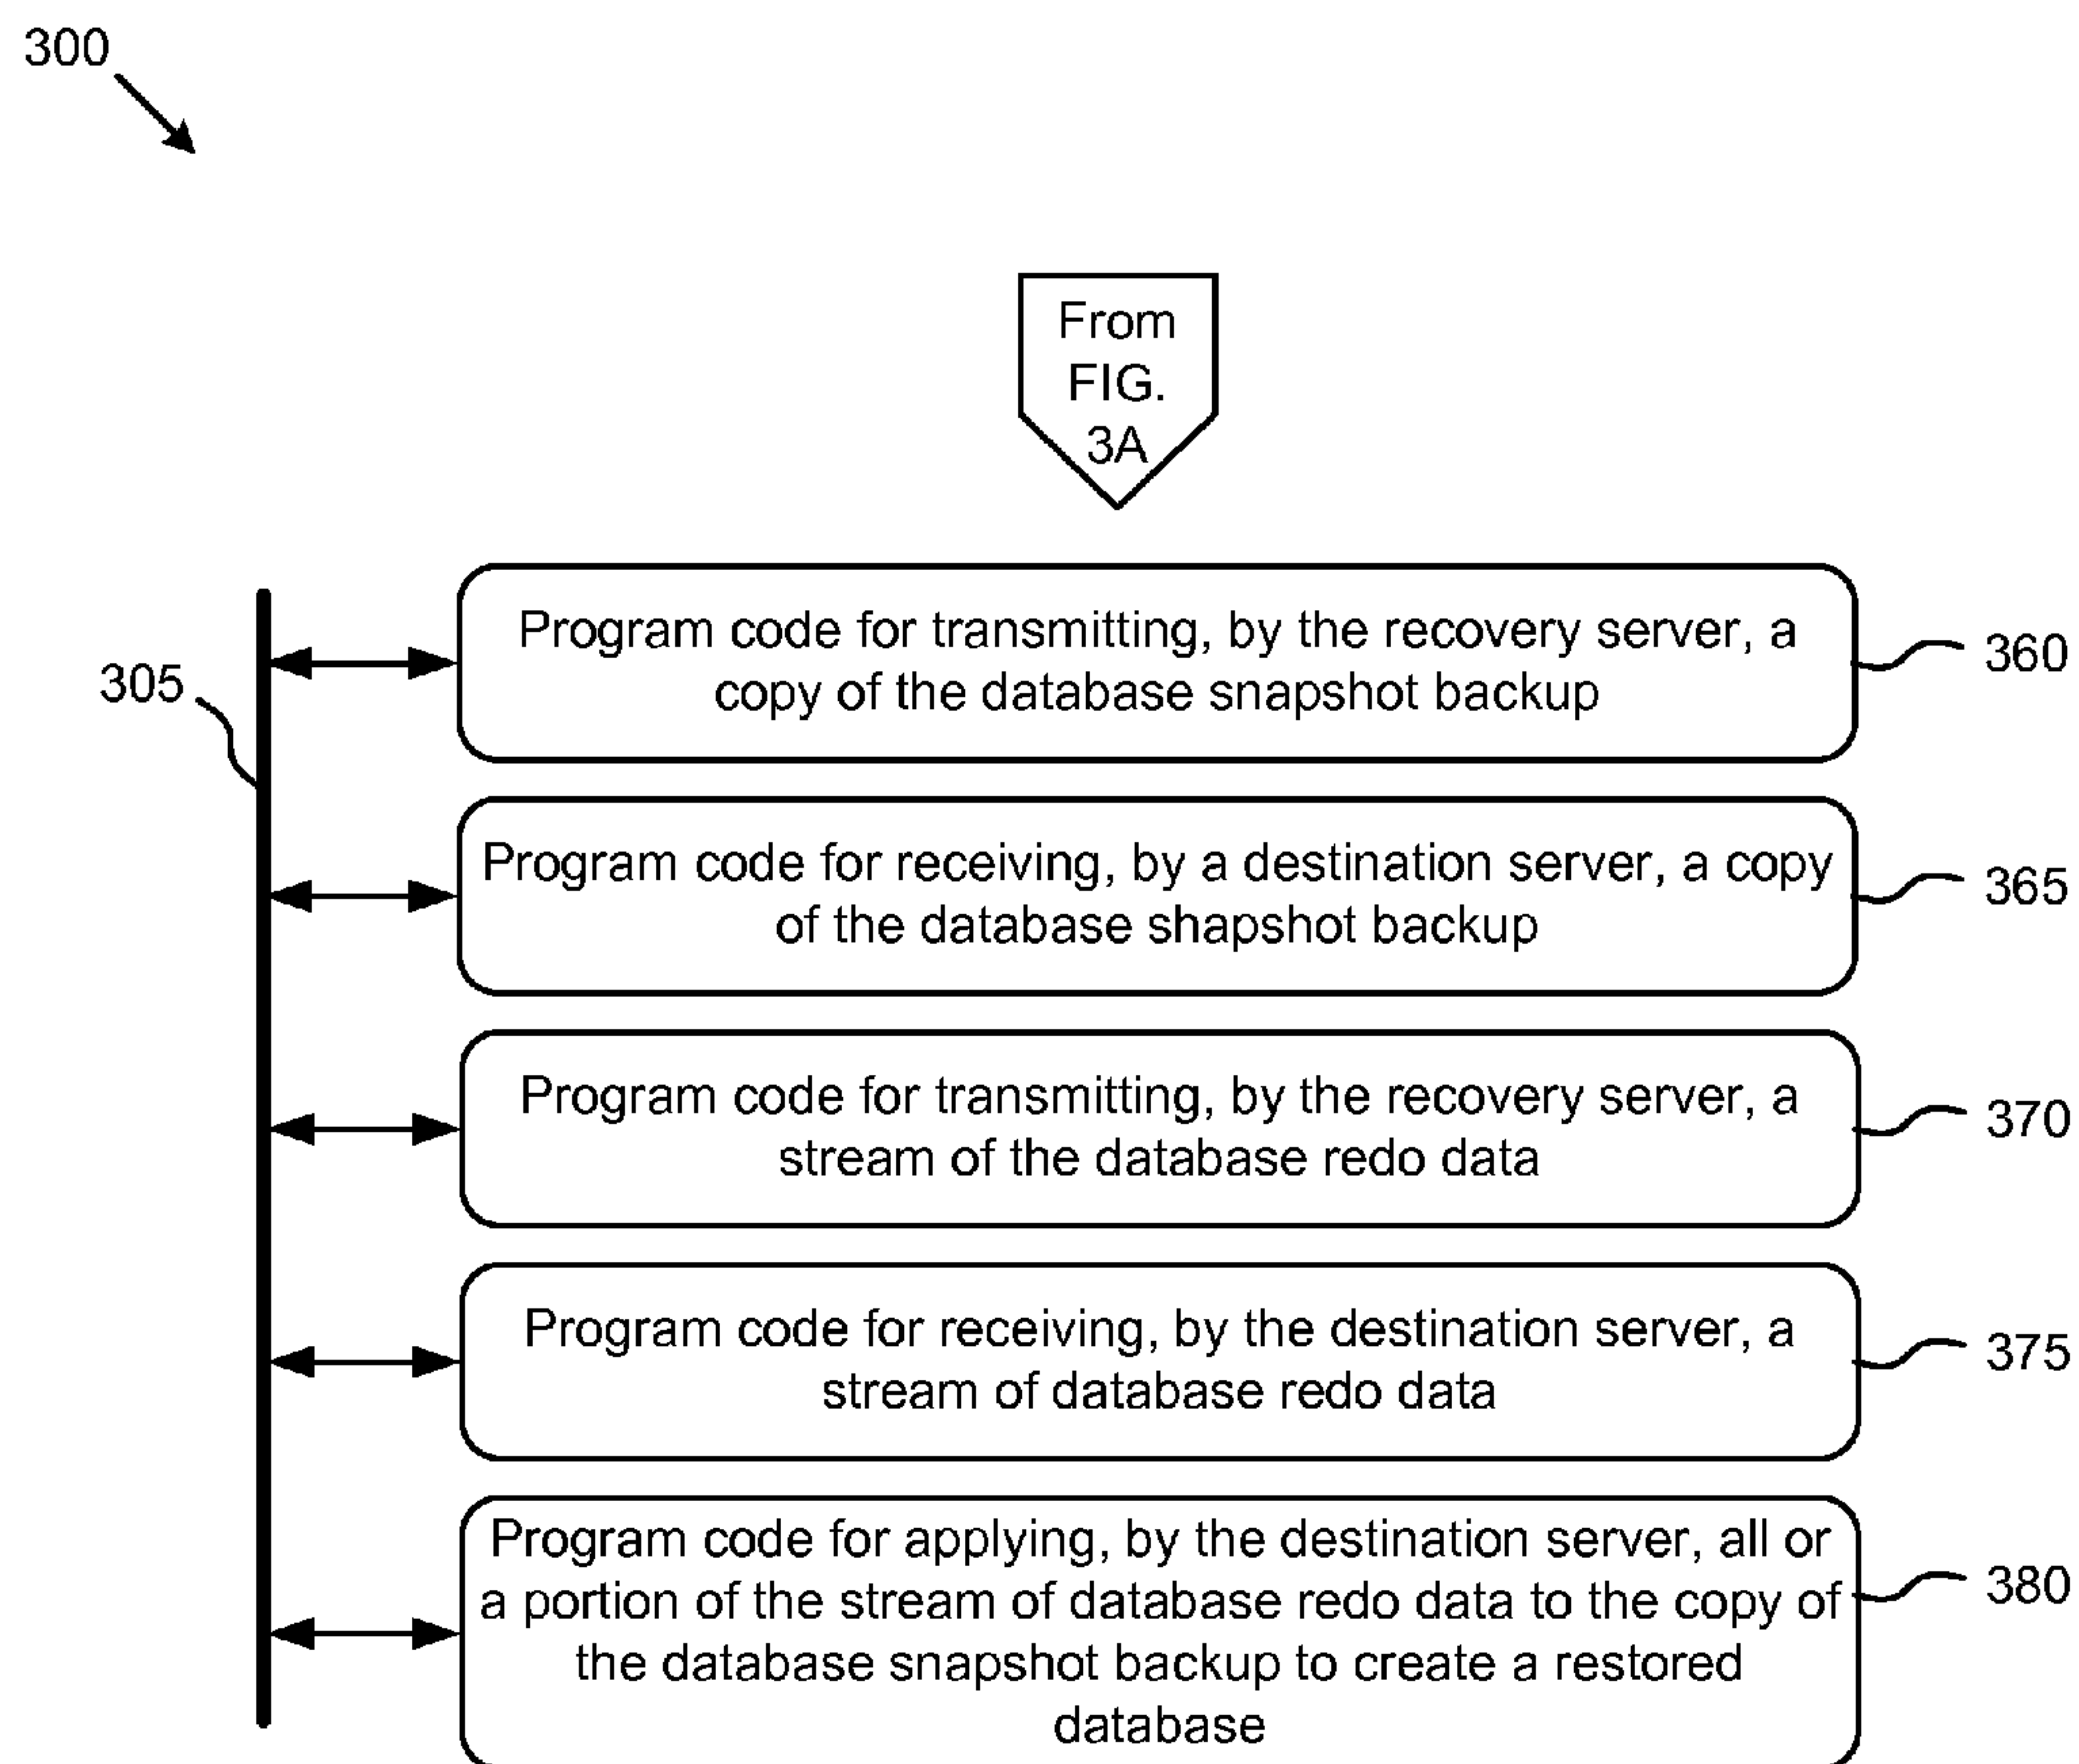 300
From
FIG.
3A
305
Program code for transmitting, by the recovery server, a
copy of the database snapshot backup
360
Program code for receiving, by a destination server, a copy
of the database shapshot backup
365
Program code for transmitting, by the recovery server, a
stream of the database redo data
370
Program code for receiving, by the destination server, a
stream of database redo data
375
Program code for applying, by the destination server, all or
a portion of the stream of database redo data to the copy of
the database snapshot backup to create a restored
database
380